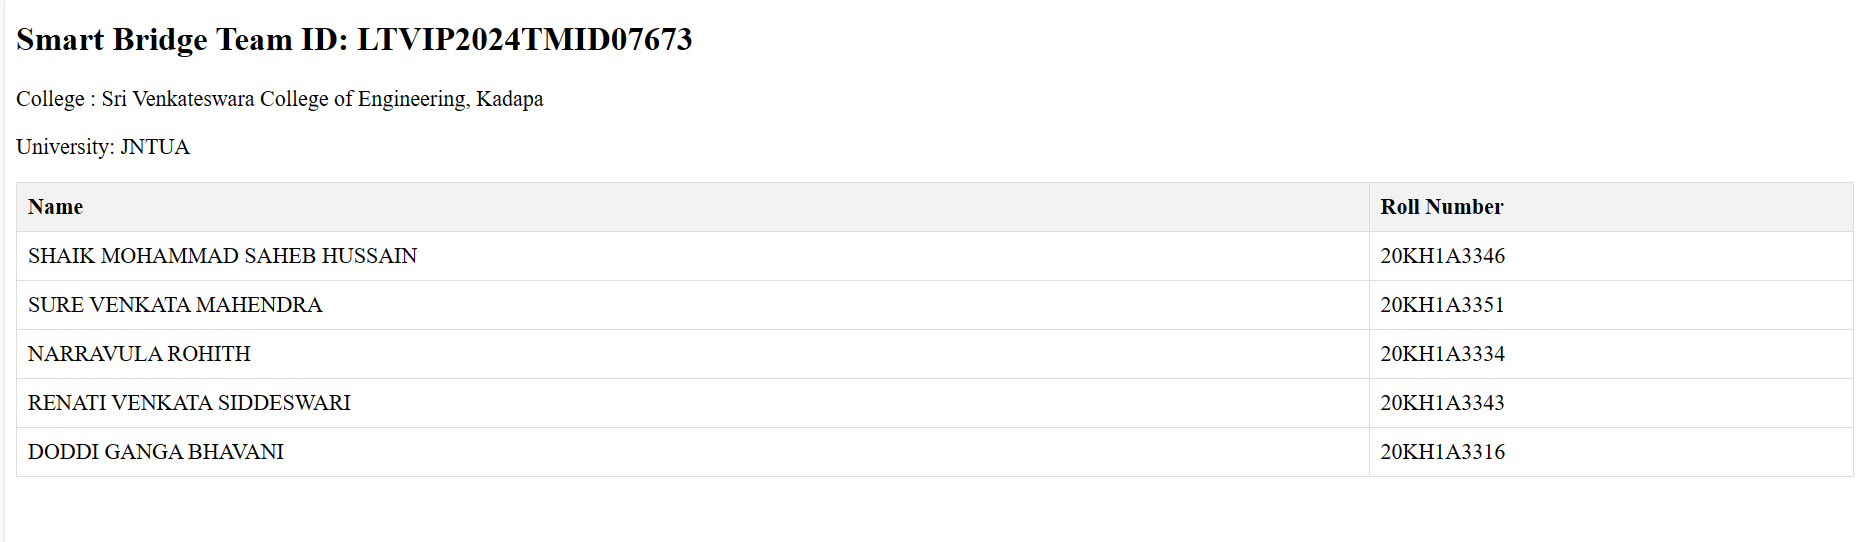 Smart Bridge Team ID: LTVIP2024TMID07673
College : Sri Venkateswara College of Engineering, Kadapa
University: JNTUA
Name Roll Number
SHAIK MOHAMMAD SAHEB HUSSAIN 20KH1A3346
SURE VENKATA MAHENDRA 20KH1A3351
NARRAVULA ROHITH 20KH1A3334
RENATI VENKATA SIDDESWARI 20KH1A3343
DODDI GANGA BHAVANI 20KH1A3316